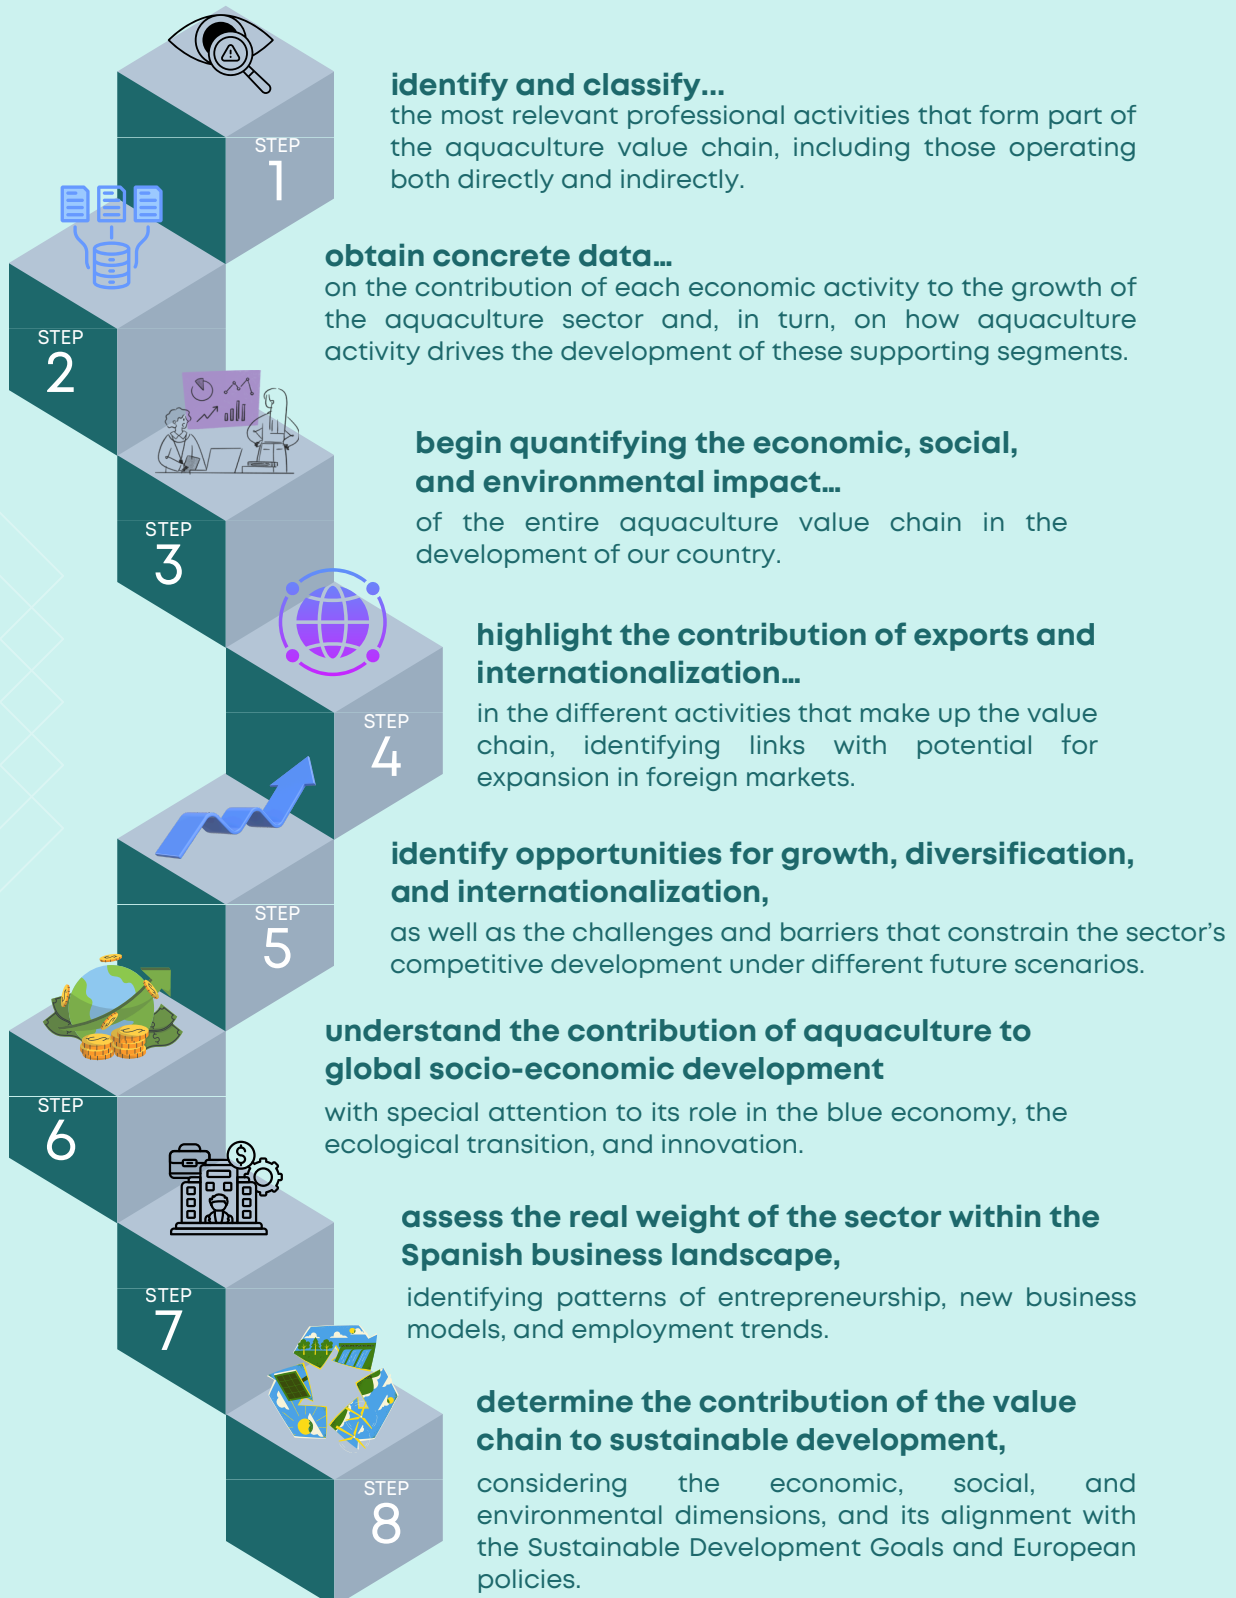 STEP
1
identify and classify...
the most relevant professional activities that form part of
the aquaculture value chain, including those operating
both directly and indirectly.
STEP
2
obtain concrete data...
on the contribution of each economic activity to the growth of
the aquaculture sector and, in turn, on how aquaculture
activity drives the development of these supporting segments.
STEP
3
begin quantifying the economic, social,
and environmental impact...
of the entire aquaculture value chain in the
development of our country.
STEP
4
highlight the contribution of exports and
internationalization...
in the different activities that make up the value
chain, identifying links with potential for
expansion in foreign markets.
STEP
5
identify opportunities for growth, diversification,
and internationalization,
as well as the challenges and barriers that constrain the sector's
competitive development under different future scenarios.
STEP
6
understand the contribution of aquaculture to
global socio-economic development
with special attention to its role in the blue economy, the
ecological transition, and innovation.
STEP
7
$
assess the real weight of the sector within the
Spanish business landscape,
identifying patterns of entrepreneurship, new business
models, and employment trends.
STEP
8
determine the contribution of the value
chain to sustainable development,
considering the economic, social, and
environmental dimensions, and its alignment with
the Sustainable Development Goals and European
policies.